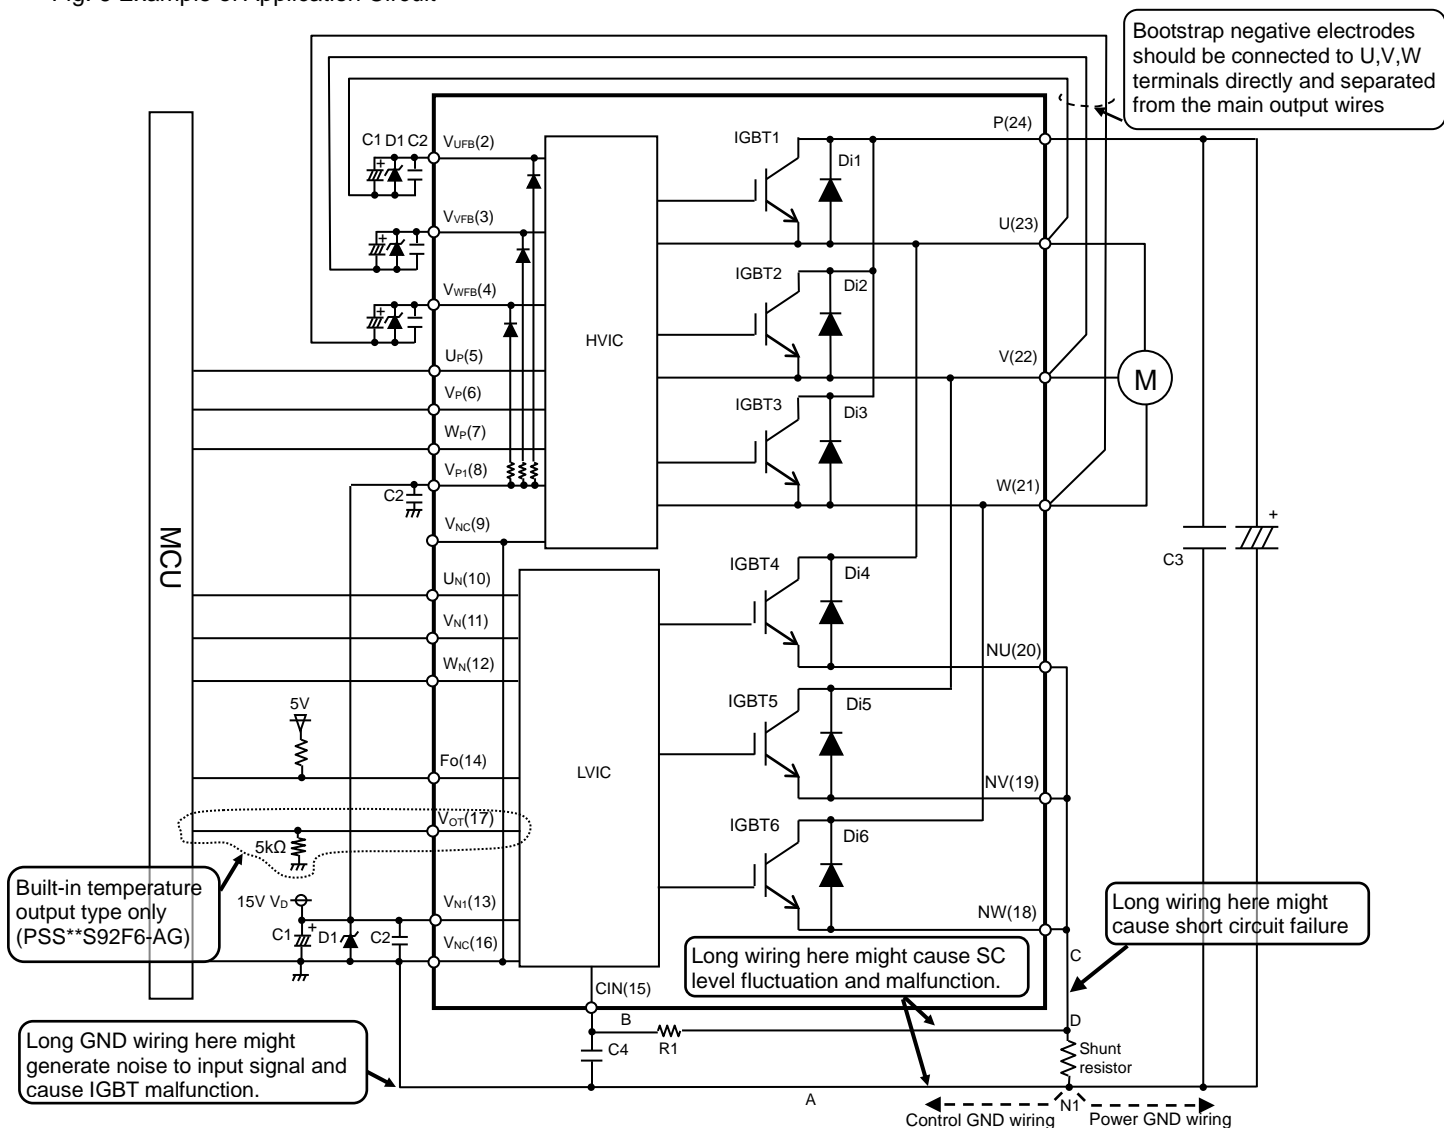 Fig. 3 Example of Application Circuit
Bootstrap negative electrodes
should be connected to U,V,W
terminals directly and separated
from the main output wires
C1 D1 C2
VUFB(2)
IGBT1
Di1
P(24)
VVFB(3)
U(23)
IGBT2
Di2
VWFB(4)
HVIC
UP(5)
V(22)
M
VP(6)
IGBT3
Di3
WP(7)
VP1(8)
C2
W(21)
VNC(9)
MCU
+
C3
IGBT4
Di4
UN(10)
VN(11)
WN(12)
NU(20)
5V
IGBT5
Di5
Fo(14)
LVIC
NV(19)
VOT(17)
5kΩ
IGBT6
Di6
Built-in temperature
output type only
(PSS**S92F6-AG)
15V VD
VN1(13)
C1
+
D1
C2
VNC(16)
NW(18)
Long wiring here might
cause short circuit failure
Long wiring here might cause SC
level fluctuation and malfunction.
C
CIN(15)
B
D
R1
C4
Shunt
resistor
Long GND wiring here might
generate noise to input signal and
cause IGBT malfunction.
A
N1
Control GND wiring
Power GND wiring